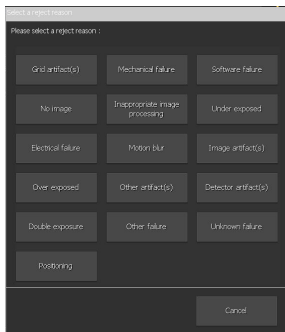 Select a reject reason
Please select a reject reason :
Grid artifact(s)
Mechanical failure
Software failure
No image
Inappropriate image
processing
Under exposed
Electrical failure
Motion blur
Image artifact(s)
Over exposed
Other artifact(s)
Detector artifact(s)
Double exposure
Other failure
Unknown failure
Positioning
Cancel